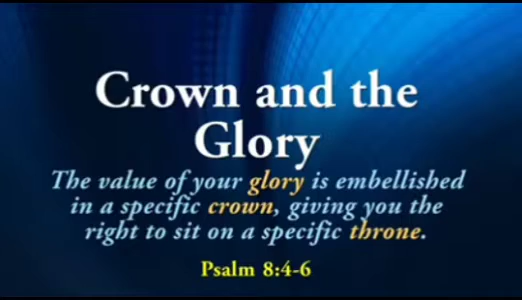 Crown and the
Glory
The value of your glory is embellished
in a specific crown, giving you the
right to sit on a specific throne.
Psalm 8:4-6